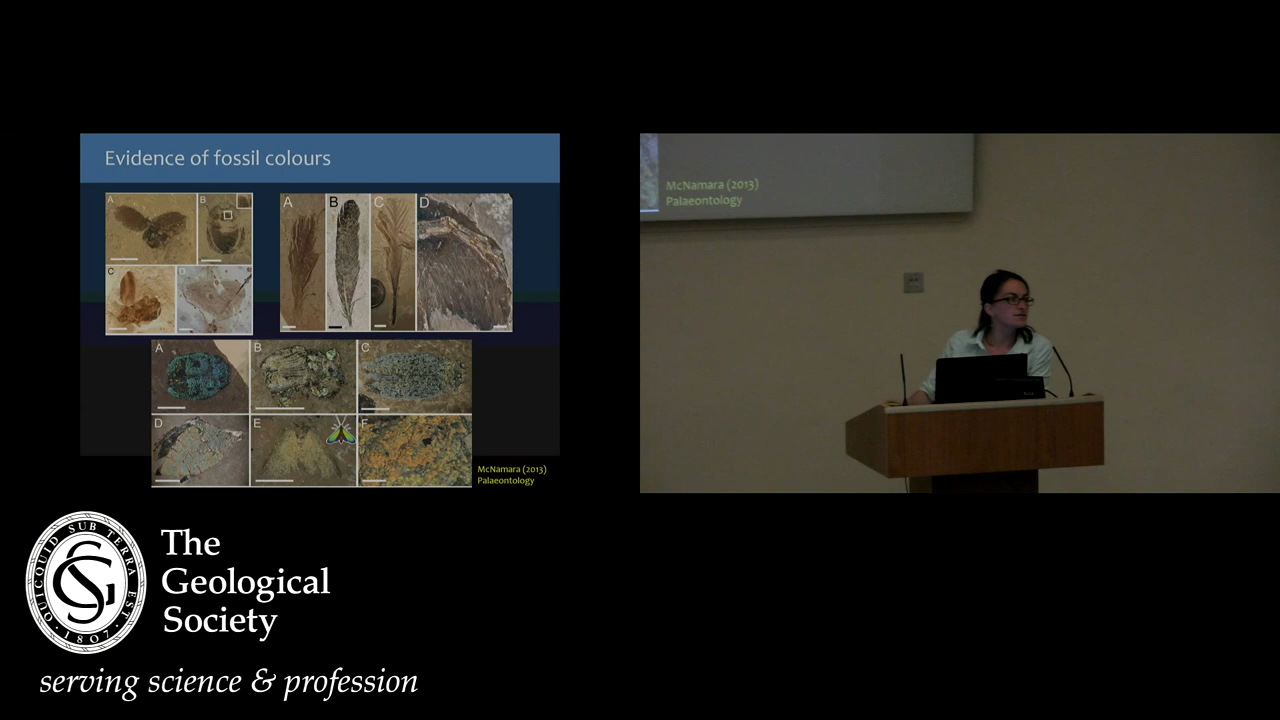 Evidence of fossil colours
A
B
C
D
A
B
C
D
A
B
C
D
E
F
McNamara (2013)
Palaeontology
McNamara (2013)
Palaeontology
QUICQUID SUB TERRA EST
· 1807 ·
The
Geological
Society
serving science & profession